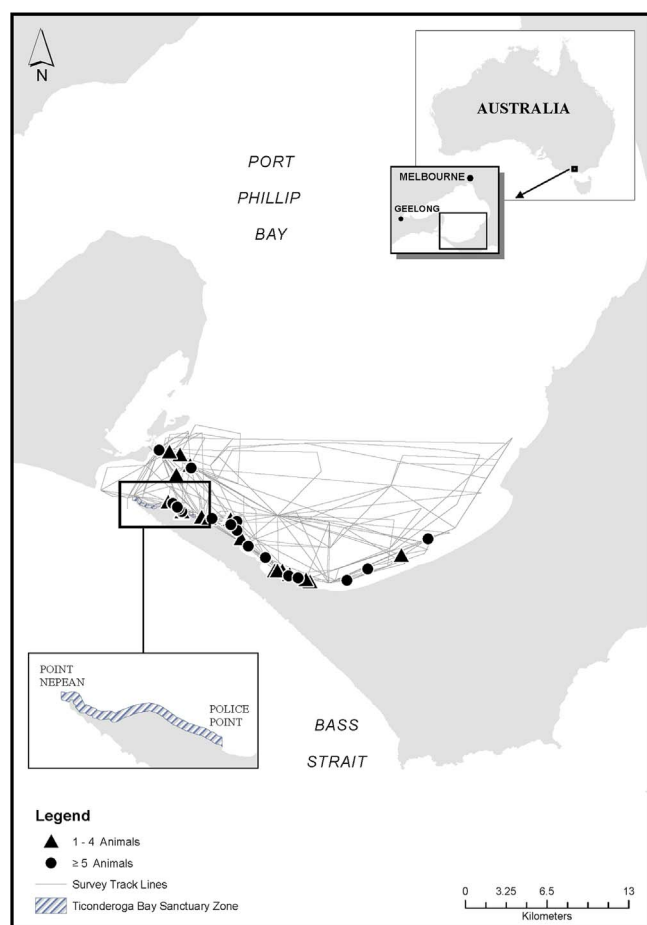 N
AUSTRALIA
MELBOURNE
GEELONG
PORT
PHILLIP
BAY
POINT
NEPEAN
POLICE
POINT
BASS
STRAIT
Legend
1 - 4 Animals
≥ 5 Animals
Survey Track Lines
Ticonderoga Bay Sanctuary Zone
0 3.25 6.5 13
Kilometers